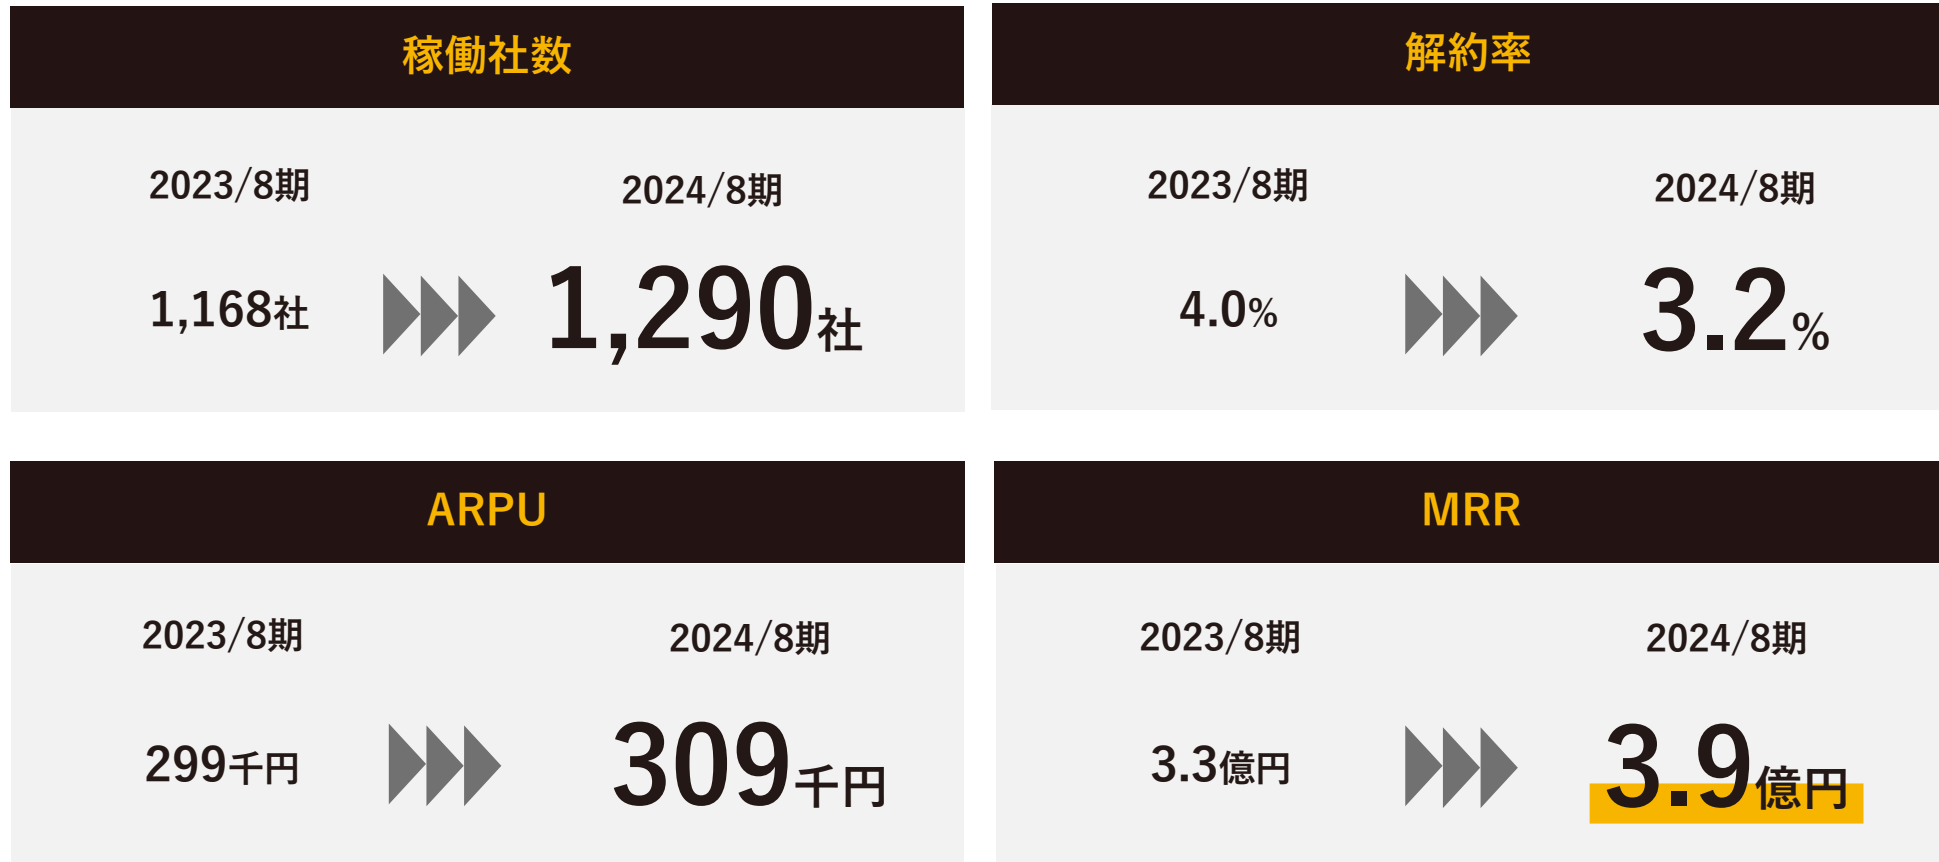 稼働社数
2023/8期
2024/8期
1,168社
1,290社
解約率
2023/8期
2024/8期
4.0%
3.2%
ARPU
2023/8期
2024/8期
299千円
309千円
MRR
2023/8期
2024/8期
3.3億円
3.9億円